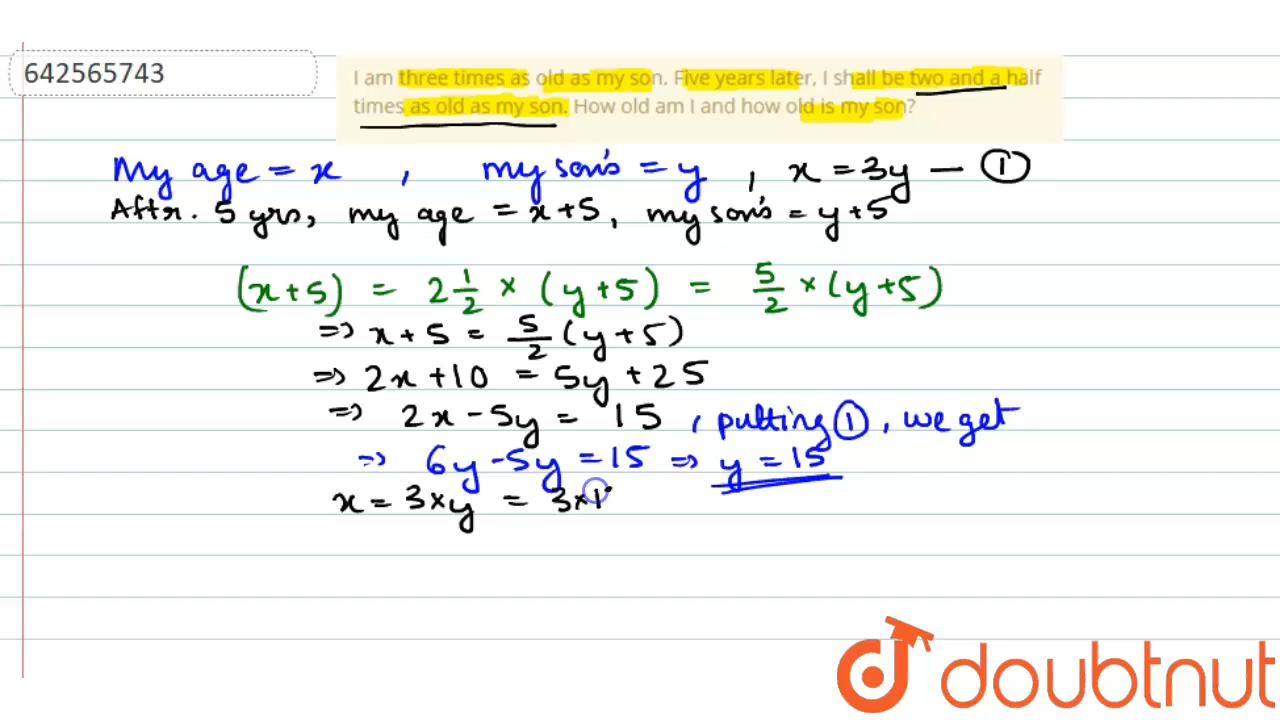 642565743
I am three times as old as my son. Five years later, I shall be two and a half
times as old as my son. How old am I and how old is my son?
My age = x , my son's = y , x = 3y — ①
Aftr. 5 yrs, my age = x+5, my son's = y+5
(x+5) = 2 1/2 × (y+5) = 5/2 × (y+5)
⇒ x+5 = 5/2 (y+5)
⇒ 2x+10 = 5y+25
⇒ 2x-5y = 15 , putting ①, we get
⇒ 6y-5y = 15 ⇒ y = 15
x = 3×y = 3×1
doubtnut